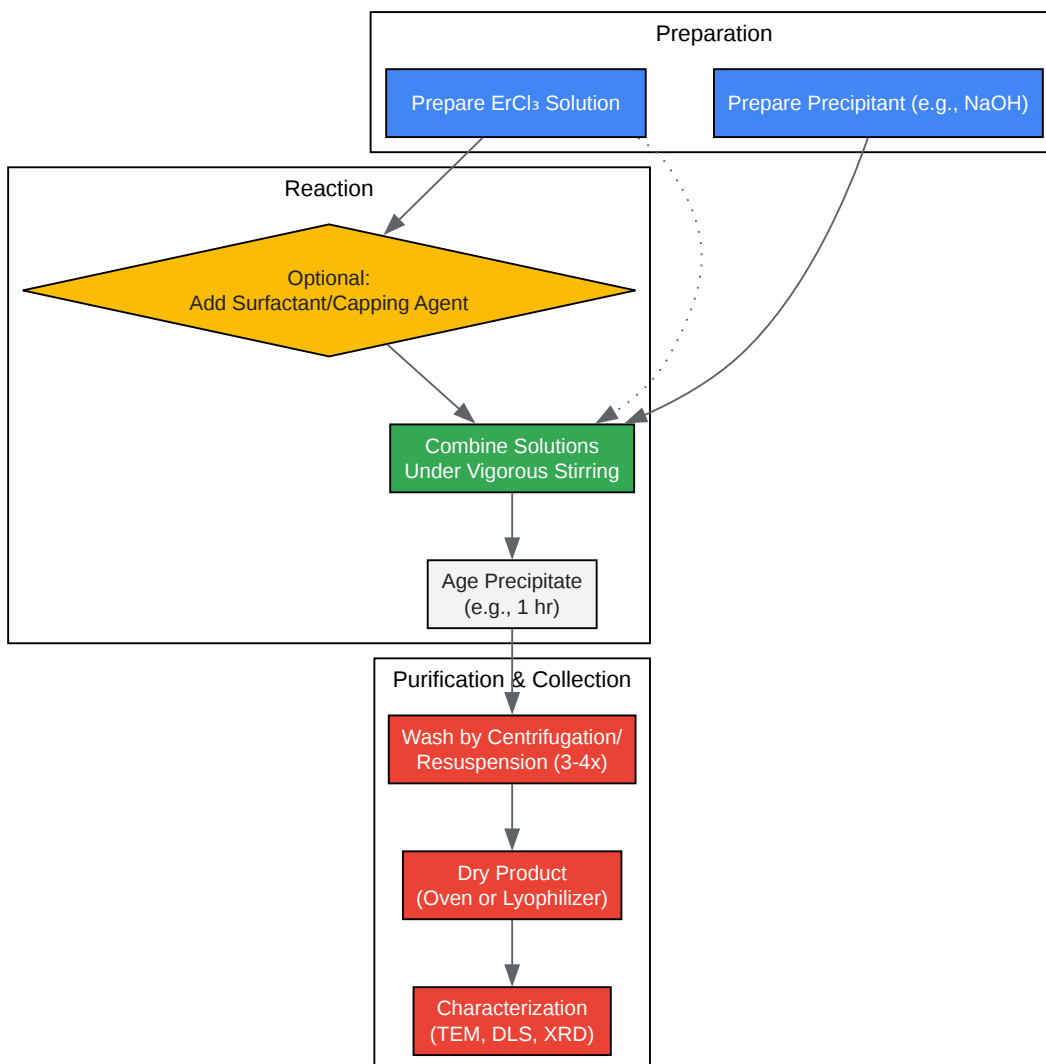 Preparation
Prepare ErCl₃ Solution
Prepare Precipitant (e.g., NaOH)
Reaction
Optional:
Add Surfactant/Capping Agent
Combine Solutions
Under Vigorous Stirring
Age Precipitate
(e.g., 1 hr)
Purification & Collection
Wash by Centrifugation/
Resuspension (3-4x)
Dry Product
(Oven or Lyophilizer)
Characterization
(TEM, DLS, XRD)